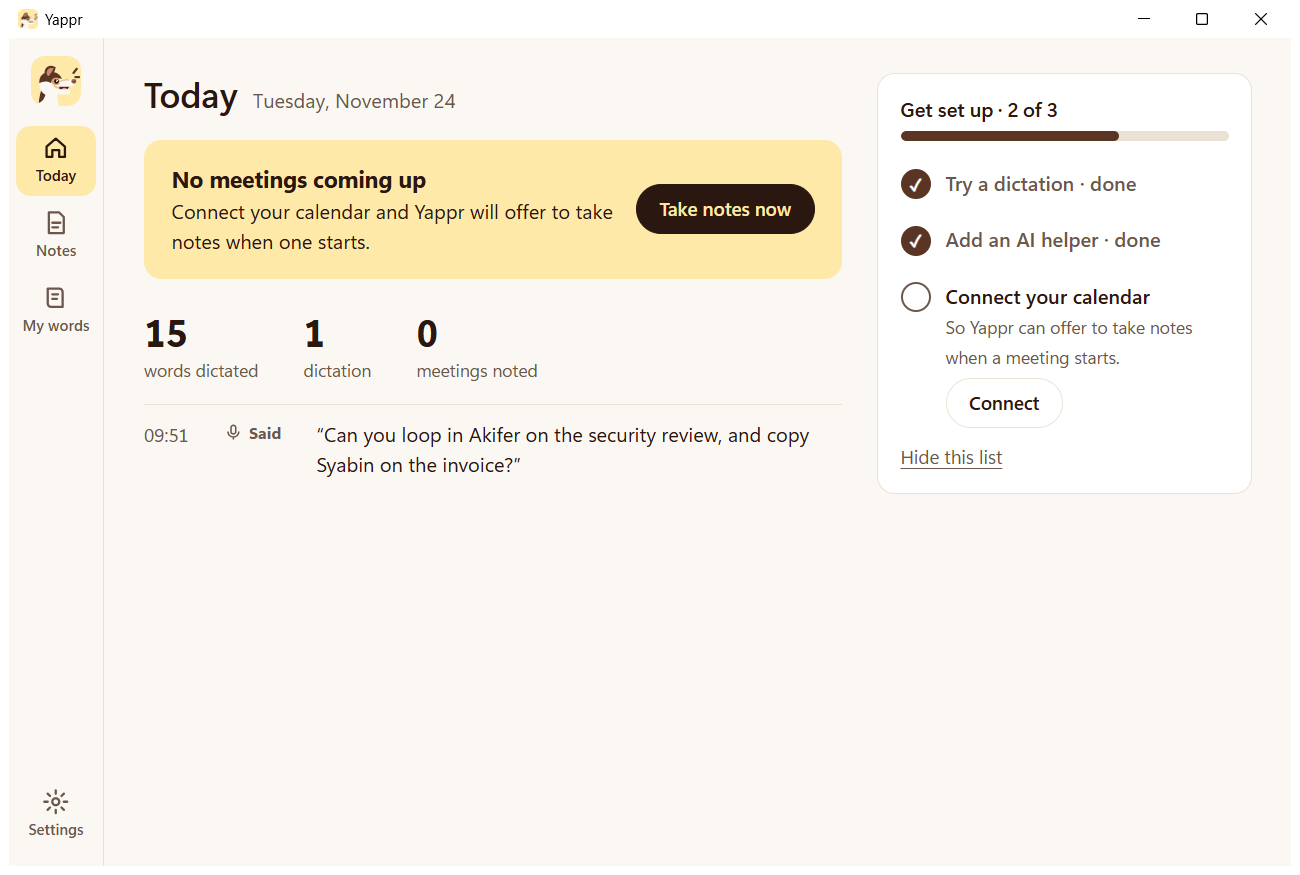 Yappr
Today
Notes
My words
Settings
Today Tuesday, November 24
No meetings coming up
Connect your calendar and Yappr will offer to take
notes when one starts.
Take notes now
15
words dictated
1
dictation
0
meetings noted
09:51
Said
“Can you loop in Akifer on the security review, and copy
Syabin on the invoice?”
Get set up · 2 of 3
Try a dictation · done
Add an AI helper · done
Connect your calendar
So Yappr can offer to take notes
when a meeting starts.
Connect
Hide this list